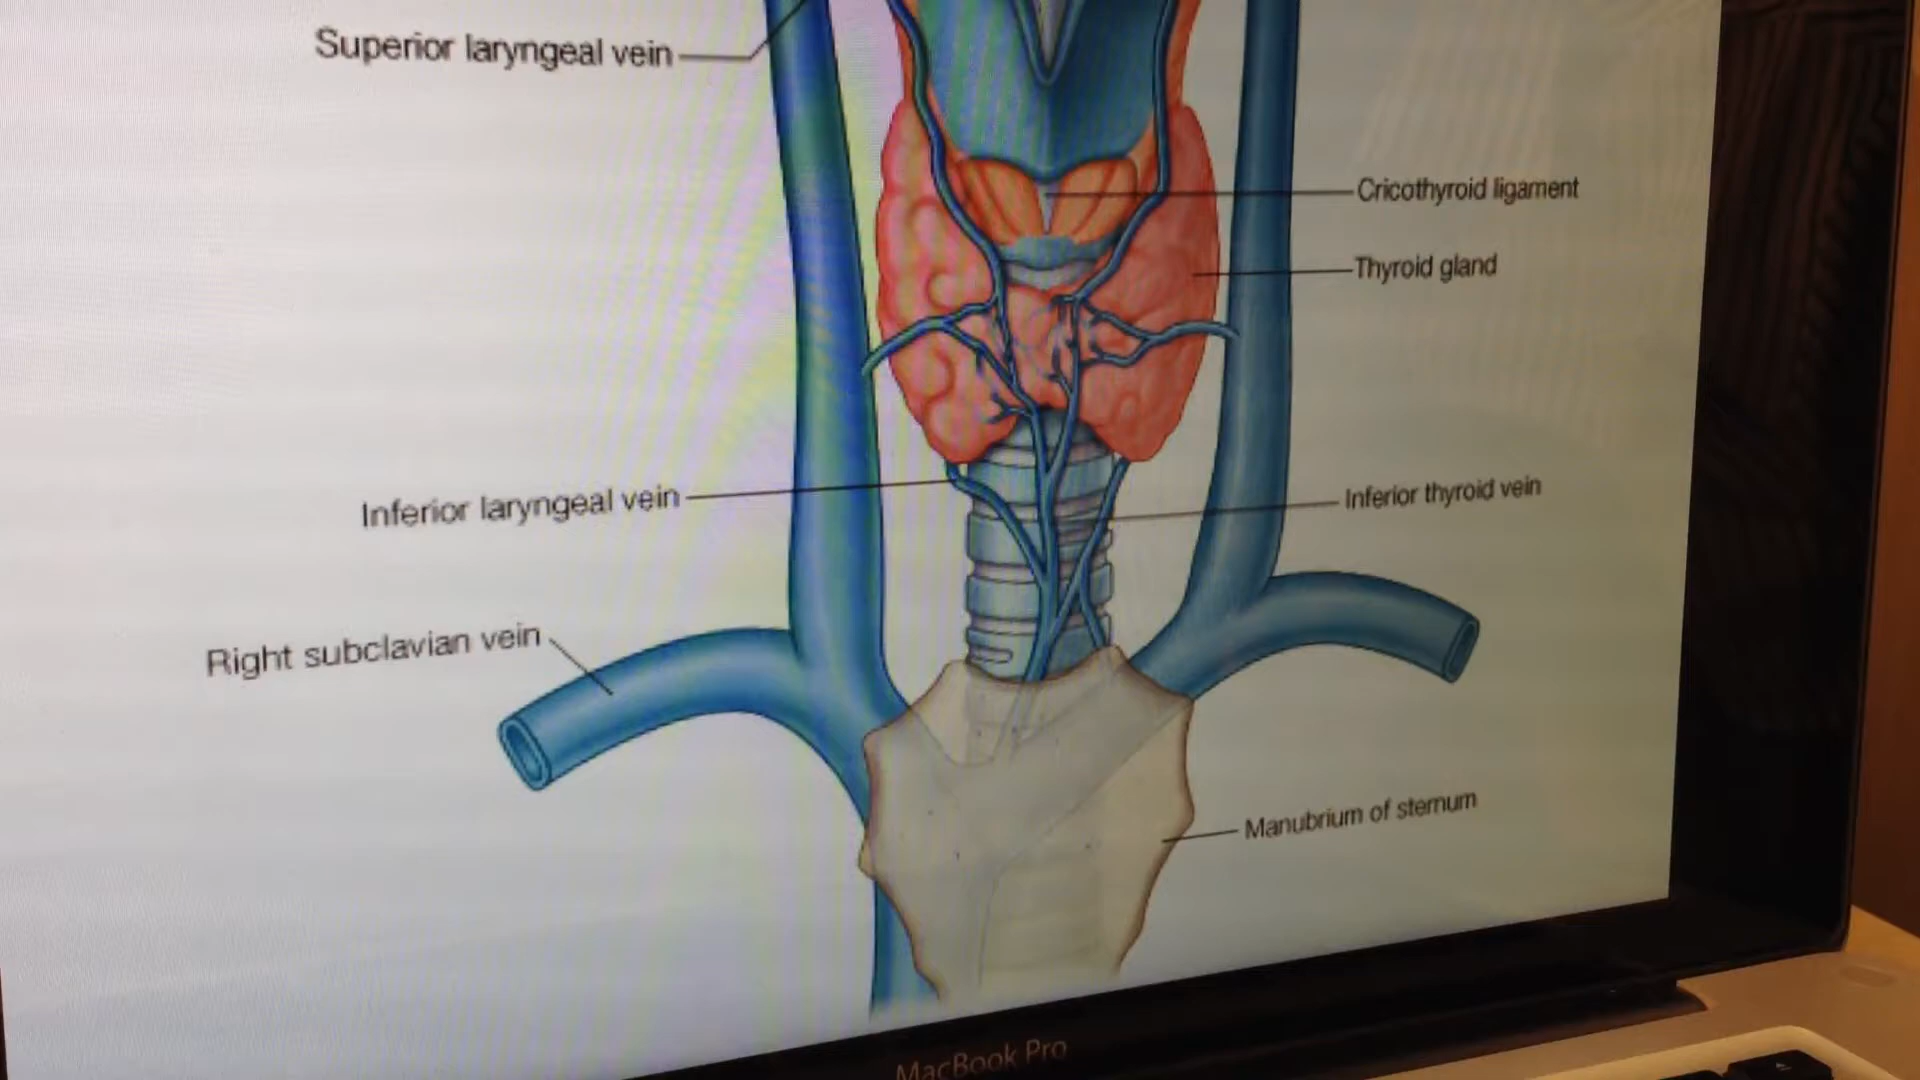 Superior laryngeal vein
Cricothyroid ligament
Thyroid gland
Inferior laryngeal vein
Inferior thyroid vein
Right subclavian vein
Manubrium of sternum
MacBook Pro